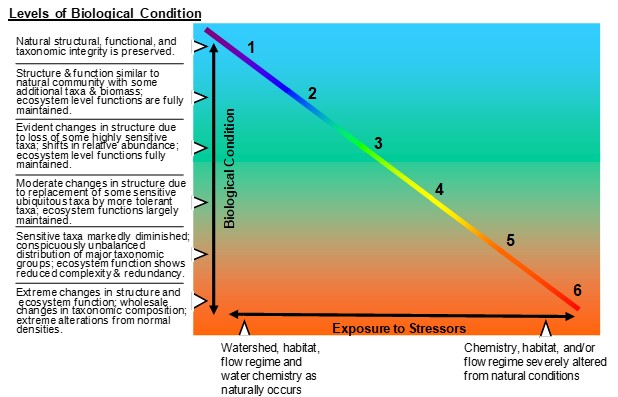 Levels of Biological Condition
Natural structural, functional, and
taxonomic integrity is preserved.
Structure & function similar to
natural community with some
additional taxa & biomass;
ecosystem level functions are fully
maintained.
Evident changes in structure due
to loss of some highly sensitive
taxa; shifts in relative abundance;
ecosystem level functions fully
maintained.
Moderate changes in structure due
to replacement of some sensitive
ubiquitous taxa by more tolerant
taxa; ecosystem functions largely
maintained.
Sensitive taxa markedly diminished;
conspicuously unbalanced
distribution of major taxonomic
groups; ecosystem function shows
reduced complexity & redundancy.
Extreme changes in structure and
ecosystem function; wholesale
changes in taxonomic composition;
extreme alterations from normal
densities.
Biological Condition
1
2
3
4
5
6
Exposure to Stressors
Watershed, habitat,
flow regime and
water chemistry as
naturally occurs
Chemistry, habitat, and/or
flow regime severely altered
from natural conditions